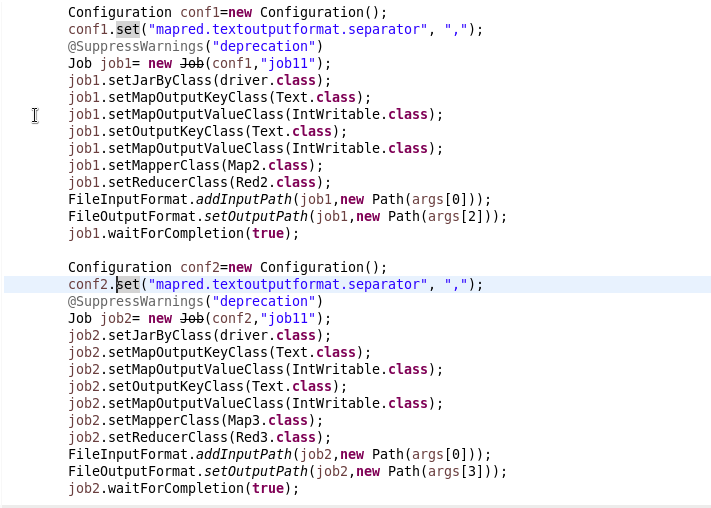 Configuration conf1=new Configuration();
conf1.set("mapred.textoutputformat.separator", ",");
@SuppressWarnings("deprecation")
Job job1= new Job(conf1,"job11");
job1.setJarByClass(driver.class);
job1.setMapOutputKeyClass(Text.class);
job1.setMapOutputValueClass(IntWritable.class);
job1.setOutputKeyClass(Text.class);
job1.setMapOutputValueClass(IntWritable.class);
job1.setMapperClass(Map2.class);
job1.setReducerClass(Red2.class);
FileInputFormat.addInputPath(job1,new Path(args[0]));
FileOutputFormat.setOutputPath(job1,new Path(args[2]));
job1.waitForCompletion(true);
Configuration conf2=new Configuration();
conf2.set("mapred.textoutputformat.separator", ",");
@SuppressWarnings("deprecation")
Job job2= new Job(conf2,"job11");
job2.setJarByClass(driver.class);
job2.setMapOutputKeyClass(Text.class);
job2.setMapOutputValueClass(IntWritable.class);
job2.setOutputKeyClass(Text.class);
job2.setMapOutputValueClass(IntWritable.class);
job2.setMapperClass(Map3.class);
job2.setReducerClass(Red3.class);
FileInputFormat.addInputPath(job2,new Path(args[0]));
FileOutputFormat.setOutputPath(job2,new Path(args[3]));
job2.waitForCompletion(true);